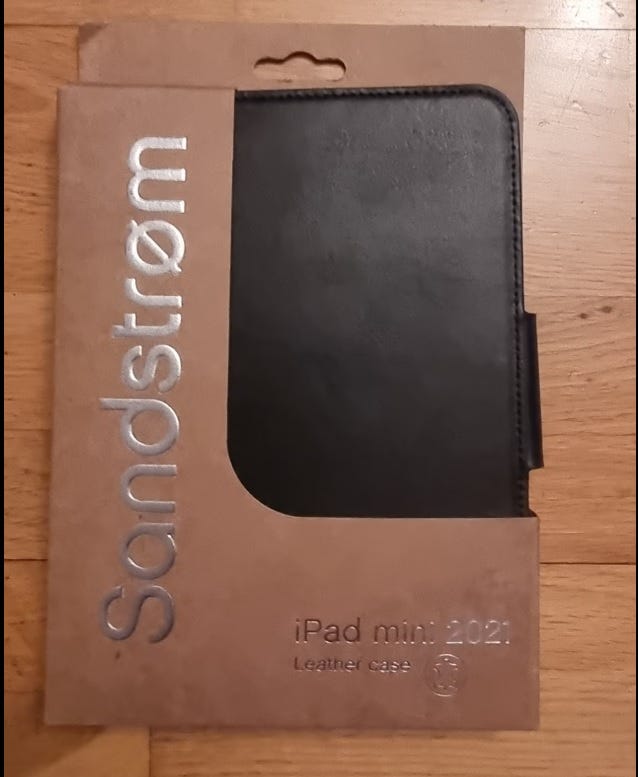 Sandstrøm
iPad mini 2021
Leather case